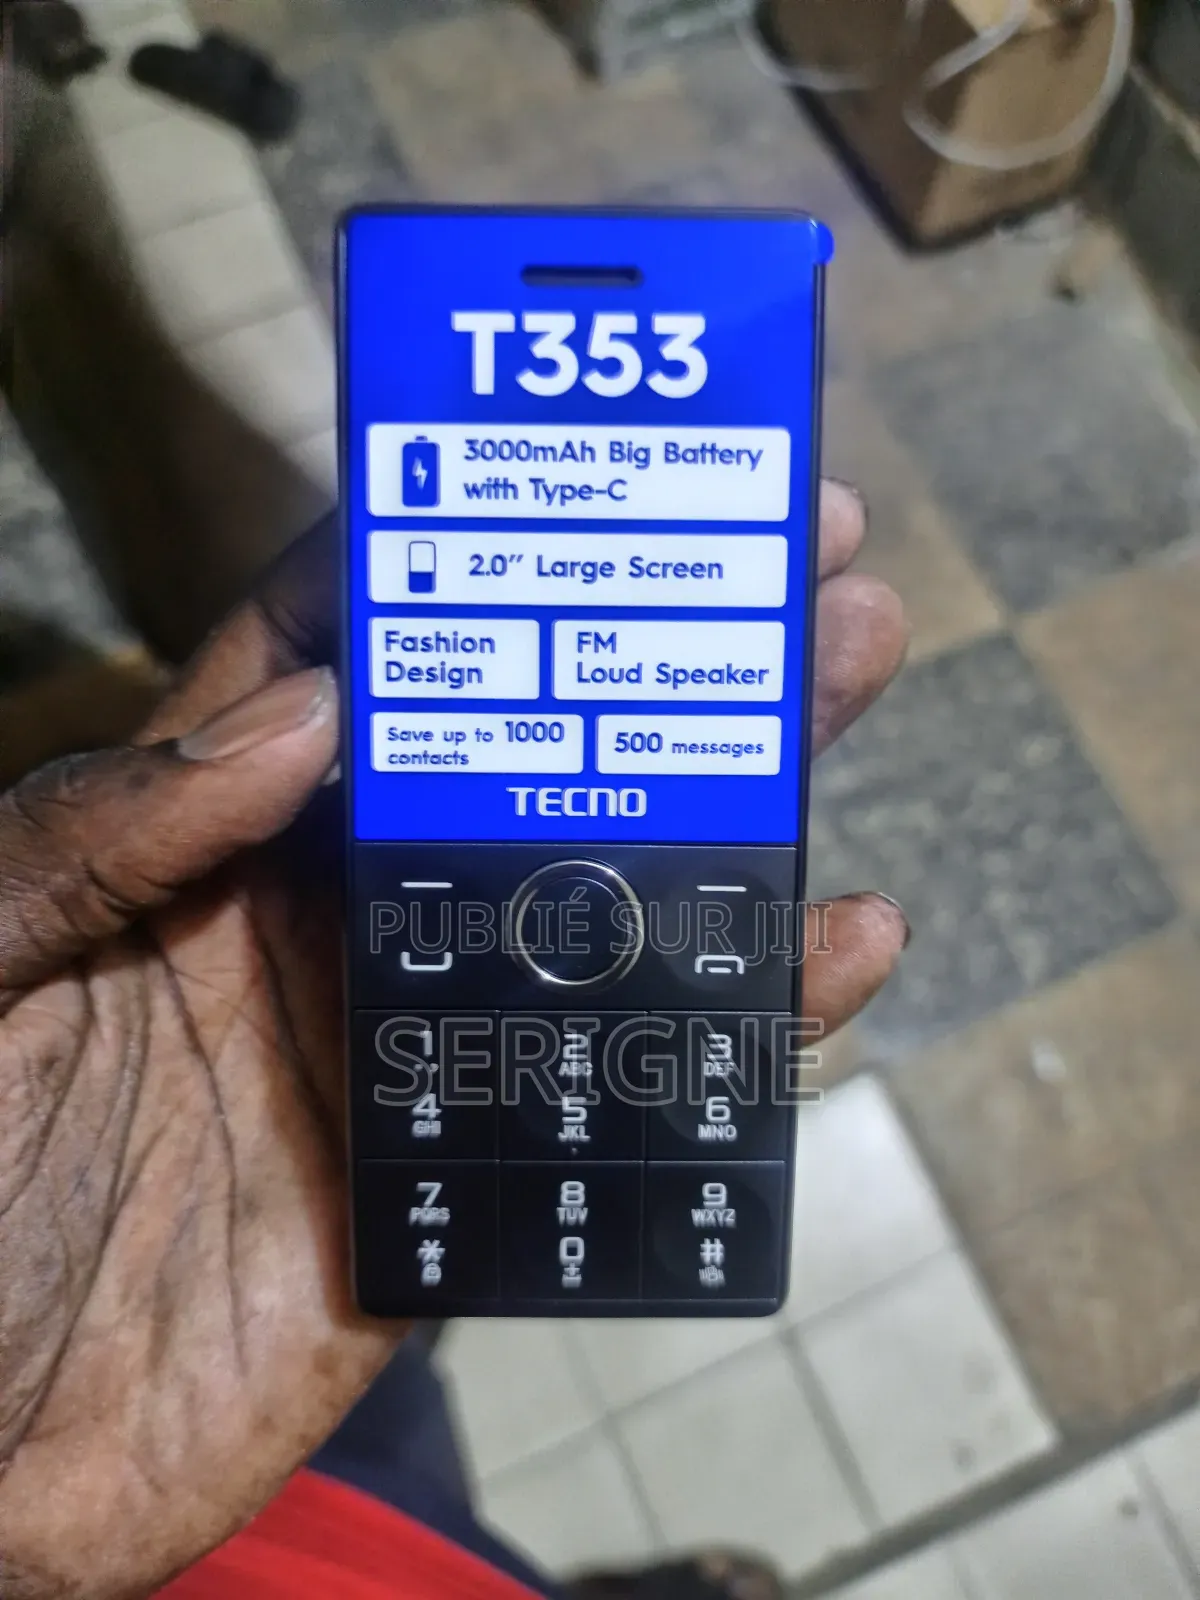 T353
3000mAh Big Battery
with Type-C
2.0″ Large Screen
Fashion
Design
FM
Loud Speaker
Save up to 1000
contacts
500 messages
TECNO
PUBLIÉ SUR JIJI
SERIGNE
1
2 ABC
3 DEF
4 GHI
5 JKL
6 MNO
7 PQRS
8 TUV
9 WXYZ
*
0
#